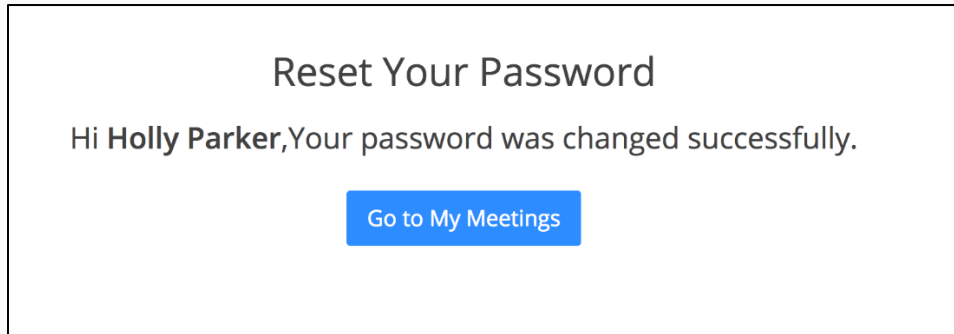 Reset Your Password
Hi Holly Parker,Your password was changed successfully.
Go to My Meetings